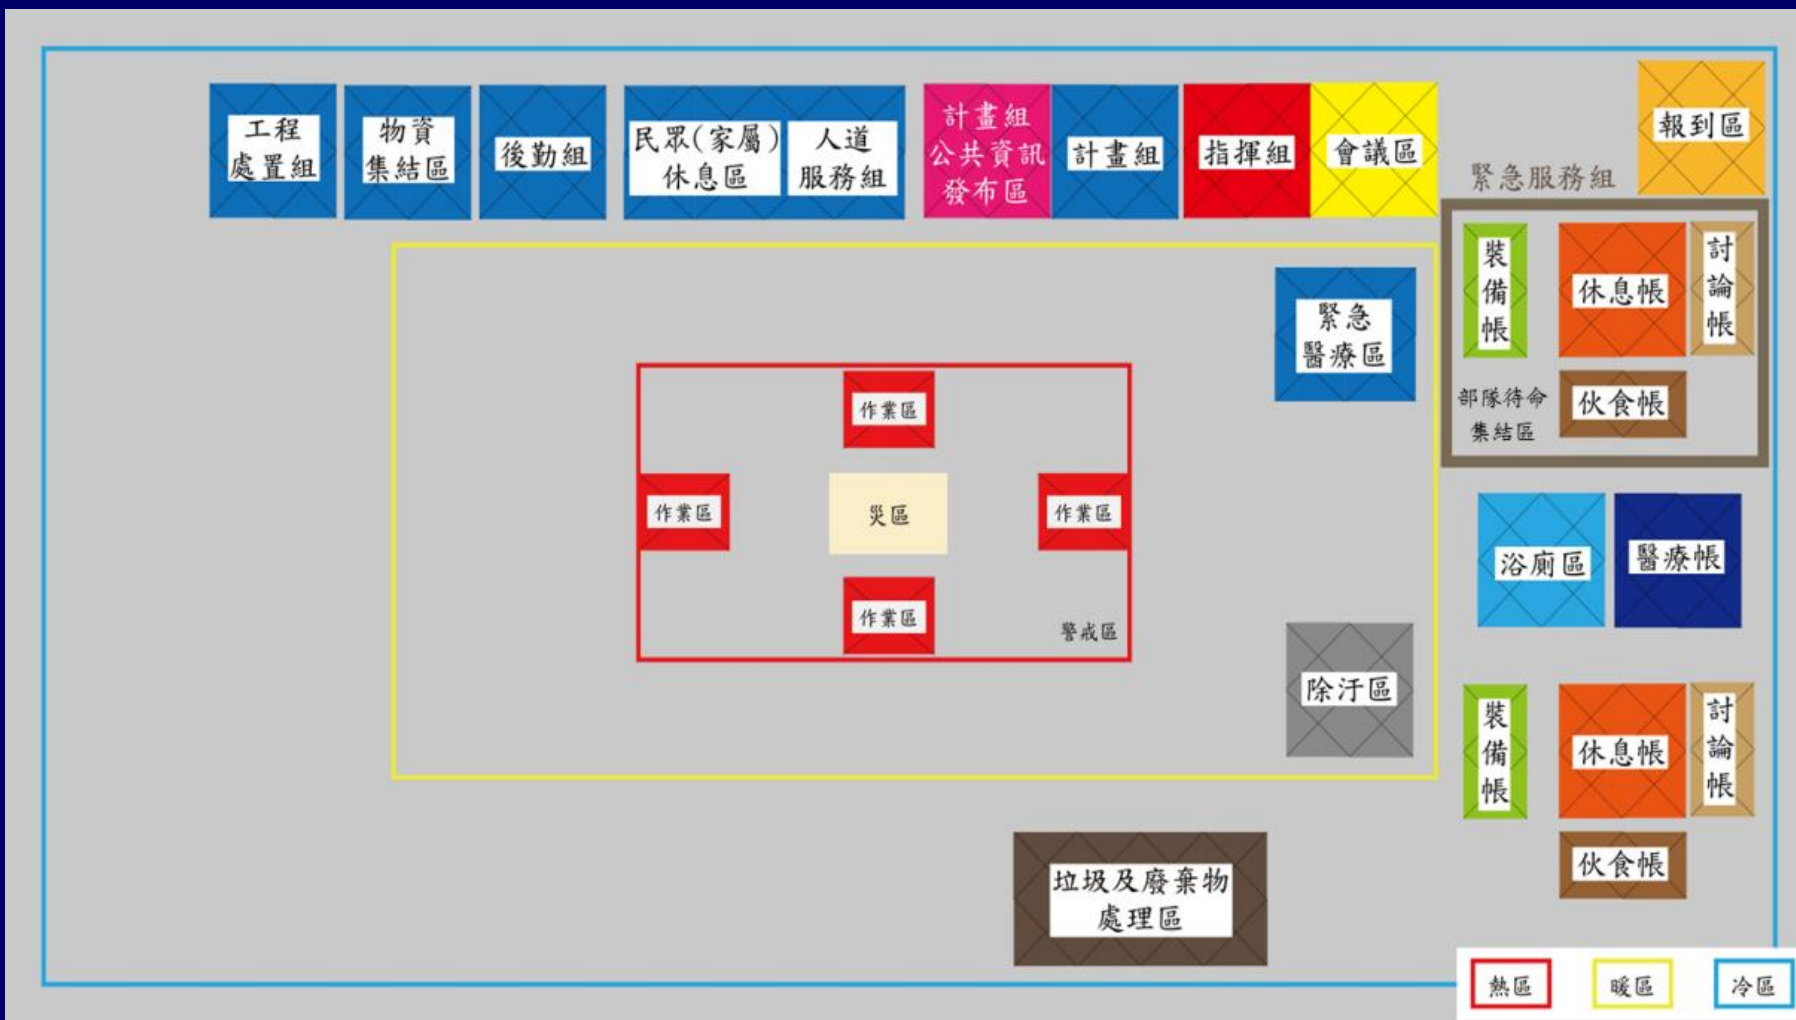 工程
處置組
物資
集結區
後勤組
民眾(家屬)
休息區
人道
服務組
計畫組
公共資訊
發布區
計畫組
指揮組
會議區
報到區
緊急服務組
裝備帳
休息帳
討論帳
伙食帳
部隊待命
集結區
緊急
醫療區
作業區
作業區
災區
作業區
作業區
警戒區
浴廁區
醫療帳
除汙區
裝備帳
休息帳
討論帳
伙食帳
垃圾及廢棄物
處理區
熱區
暖區
冷區